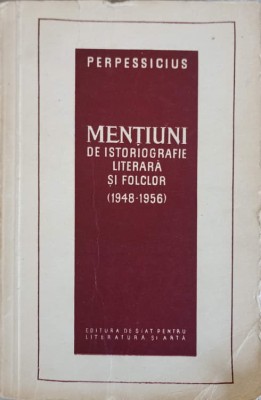 PERPESSICIUS
MENȚIUNI
DE ISTORIOGRAFIE
LITERARĂ
ȘI FOLCLOR
(1948-1956)
EDITURA DE STAT PENTRU
LITERATURĂ ȘI ARTĂ